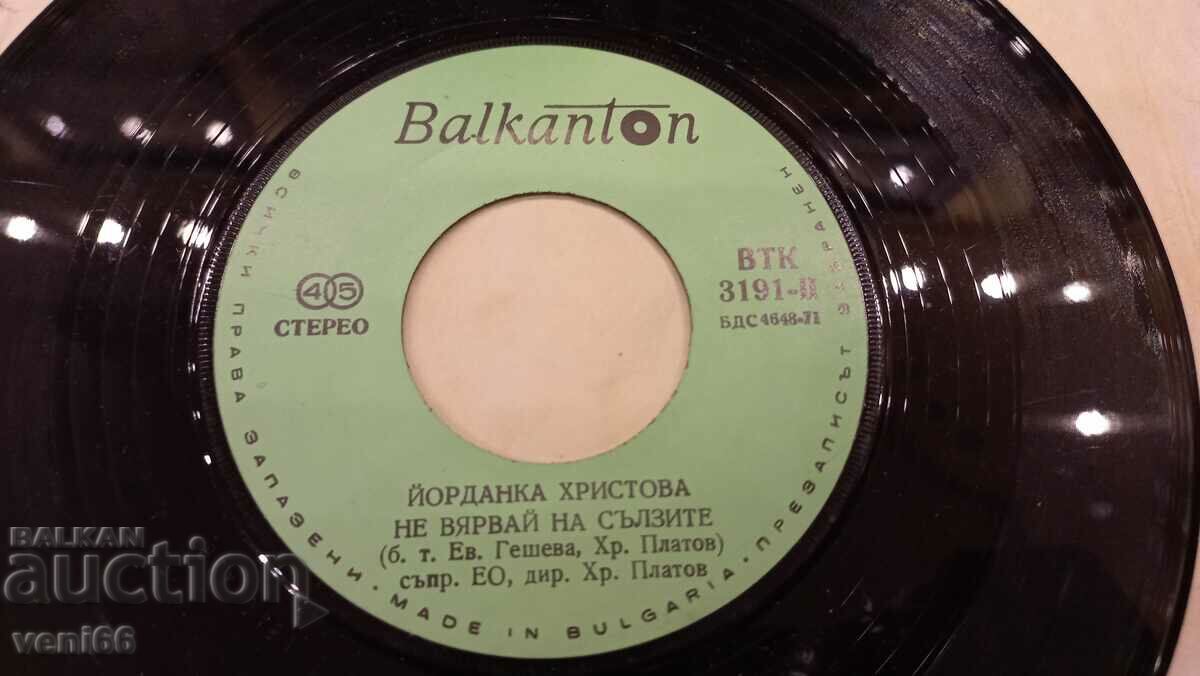 Balkanton
45
СТЕРЕО
ВТК
3191-II
БДС 4648-71
ЙОРДАНКА ХРИСТОВА
НЕ ВЯРВАЙ НА СЪЛЗИТЕ
(б. т. Ев. Гешева, Хр. Платов)
съпр. ЕО, дир. Хр. Платов
ВСИЧКИ ПРАВА ЗАПАЗЕНИ · MADE IN BULGARIA · ПРЕЗАПИСЪТ ЗАБРАНЕН
BALKAN
auction
veni66